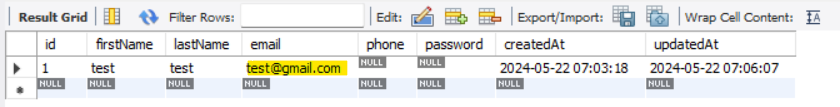 Result Grid Filter Rows: Edit: Export/Import: Wrap Cell Content: IA
id firstName lastName email phone password createdAt updatedAt
1 test test test@gmail.com NULL NULL 2024-05-22 07:03:18 2024-05-22 07:06:07
NULL NULL NULL NULL NULL NULL NULL NULL